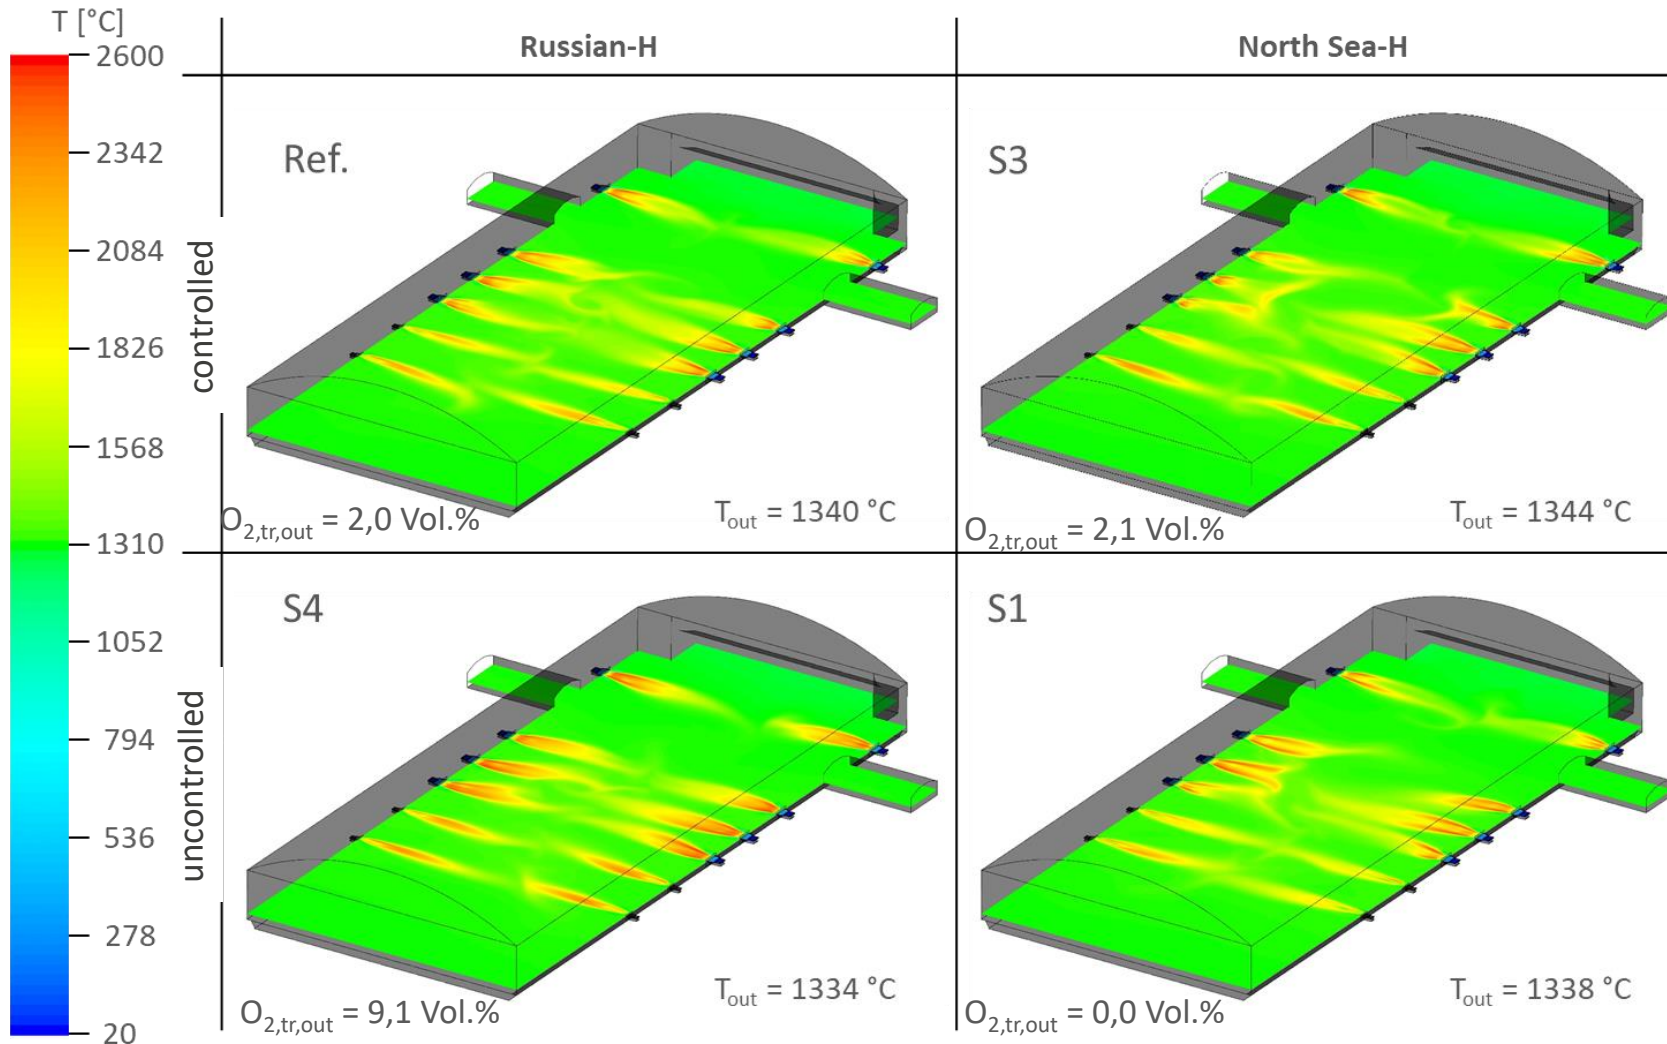 T [°C]
2600
2342
2084
1826
1568
1310
1052
794
536
278
20
Russian-H
North Sea-H
controlled
uncontrolled
Ref.
O2,tr,out = 2,0 Vol.%
Tout = 1340 °C
S3
O2,tr,out = 2,1 Vol.%
Tout = 1344 °C
S4
O2,tr,out = 9,1 Vol.%
Tout = 1334 °C
S1
O2,tr,out = 0,0 Vol.%
Tout = 1338 °C